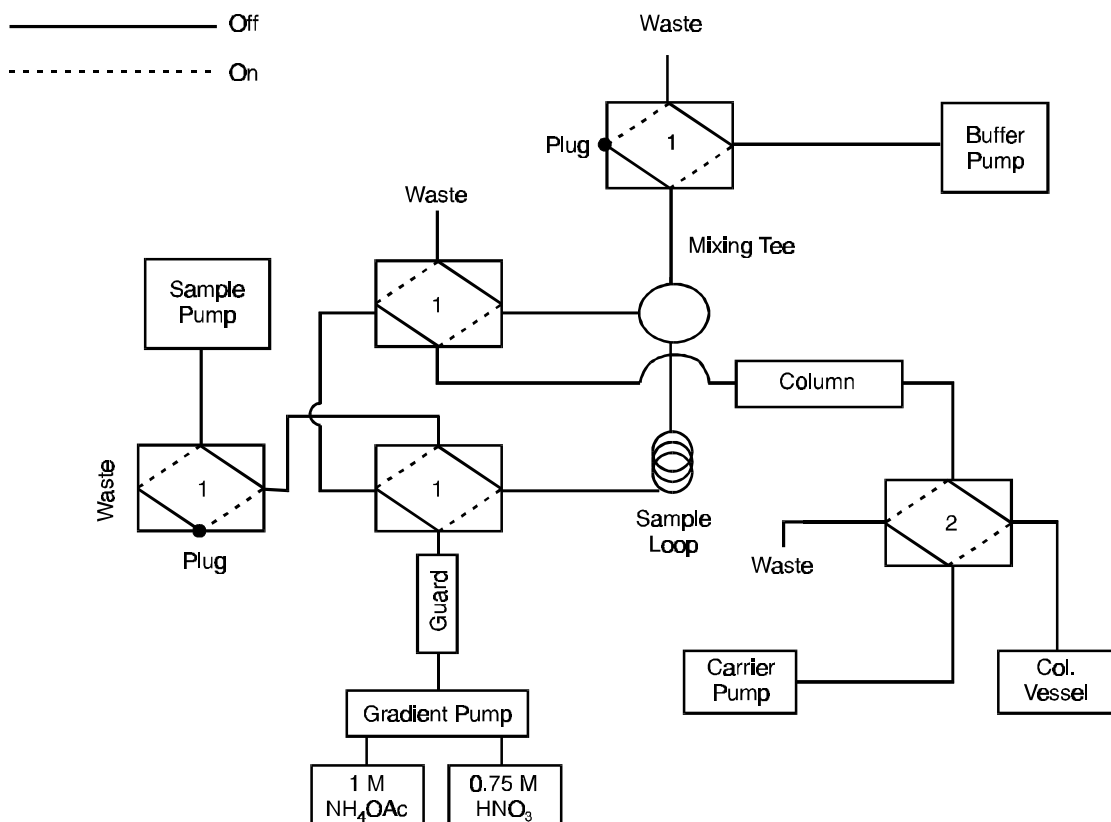 Off
On
Waste
Plug
1
Buffer
Pump
Waste
Mixing Tee
Sample
Pump
1
Column
Waste
1
1
Plug
Sample
Loop
2
Waste
Guard
Carrier
Pump
Col.
Vessel
Gradient Pump
1 M
NH₄OAc
0.75 M
HNO₃